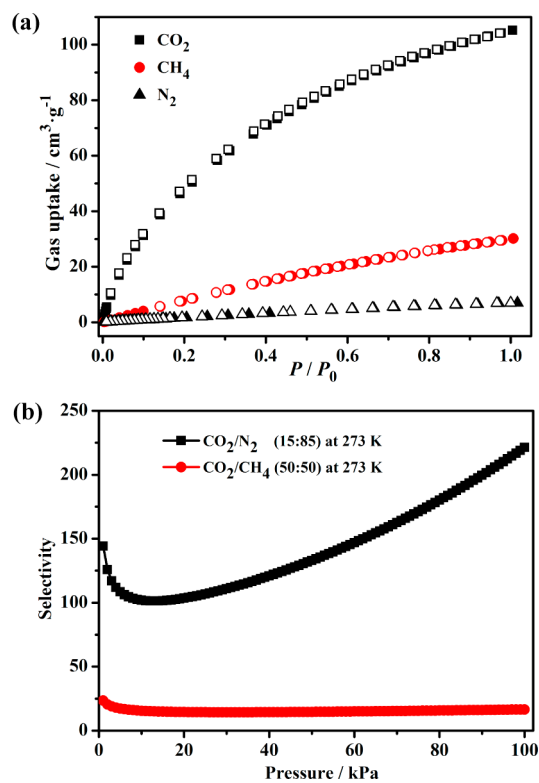 (a)
CO2
CH4
N2
Gas uptake / cm3·g-1
100
80
60
40
20
0
0.0 0.2 0.4 0.6 0.8 1.0
P / P0
(b)
CO2/N2 (15:85) at 273 K
CO2/CH4 (50:50) at 273 K
Selectivity
250
200
150
100
50
0
0 20 40 60 80 100
Pressure / kPa